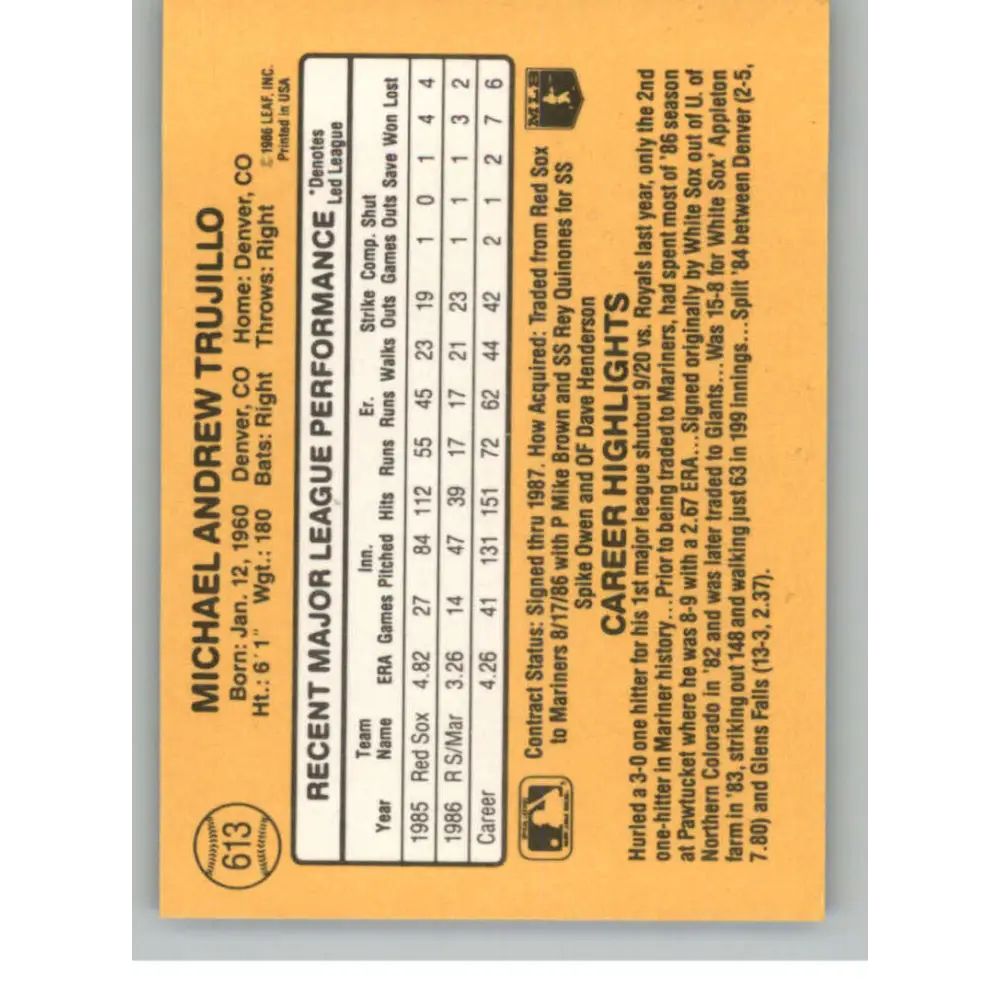 613
MICHAEL ANDREW TRUJILLO
Born: Jan. 12, 1960 Denver, CO Home: Denver, CO
Ht.: 6'1" Wgt.: 180 Bats: Right Throws: Right
© 1986 LEAF, INC.
Printed in USA
RECENT MAJOR LEAGUE PERFORMANCE
*Denotes
Led League
Team Inn. Er. Strike Comp. Shut
Year Name ERA Games Pitched Hits Runs Runs Walks Outs Games Outs Save Won Lost
1985 Red Sox 4.82 27 84 112 55 45 23 19 1 0 1 4 4
1986 R S/Mar 3.26 14 47 39 17 17 21 23 1 1 1 3 2
Career 4.26 41 131 151 72 62 44 42 2 1 2 7 6
Contract Status: Signed thru 1987. How Acquired: Traded from Red Sox
to Mariners 8/17/86 with P Mike Brown and SS Rey Quinones for SS
Spike Owen and OF Dave Henderson
MLB
CAREER HIGHLIGHTS
Hurled a 3-0 one hitter for his 1st major league shutout 9/20 vs. Royals last year, only the 2nd
one-hitter in Mariner history...Prior to being traded to Mariners, had spent most of '86 season
at Pawtucket where he was 8-9 with a 2.67 ERA...Signed originally by White Sox out of U. of
Northern Colorado in '82 and was later traded to Giants...Was 15-8 for White Sox' Appleton
farm in '83, striking out 148 and walking just 63 in 199 innings...Split '84 between Denver (2-5,
7.80) and Glens Falls (13-3, 2.37).